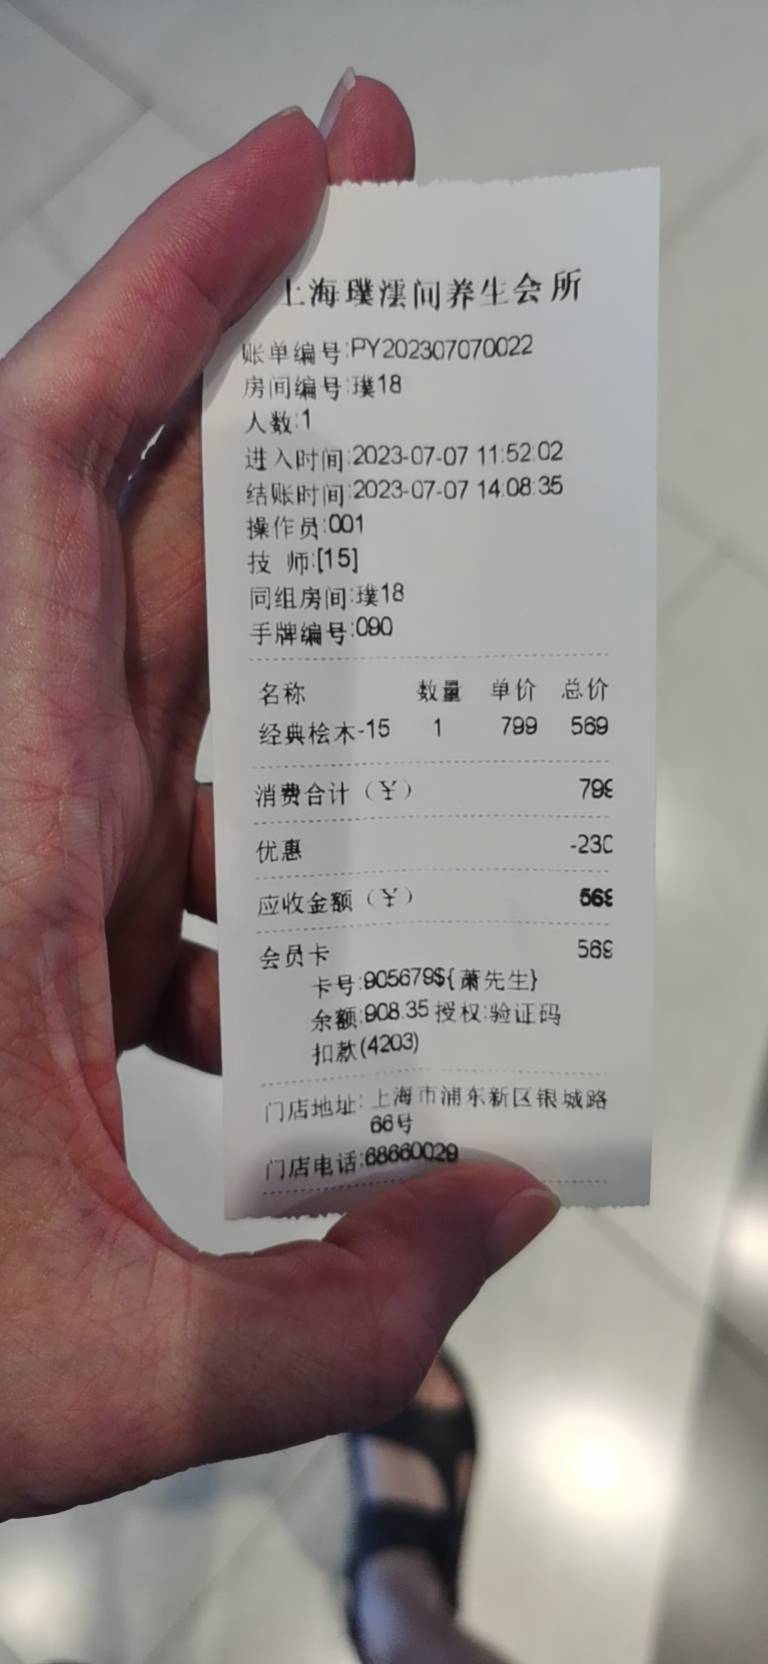 上海璞濡间养生会所
账单编号:PY202307070022
房间编号:璞18
人数:1
进入时间:2023-07-07 11:52:02
结账时间:2023-07-07 14:08:35
操作员:001
技 师:[15]
同组房间:璞18
手牌编号:090
名称 数量 单价 总价
经典桧木-15 1 799 569
消费合计（￥） 799
优惠 -230
应收金额（￥） 569
会员卡 569
卡号:905679${萧先生}
余额:908.35 授权:验证码
扣款(4203)
门店地址: 上海市浦东新区银城路
66号
门店电话:68660029